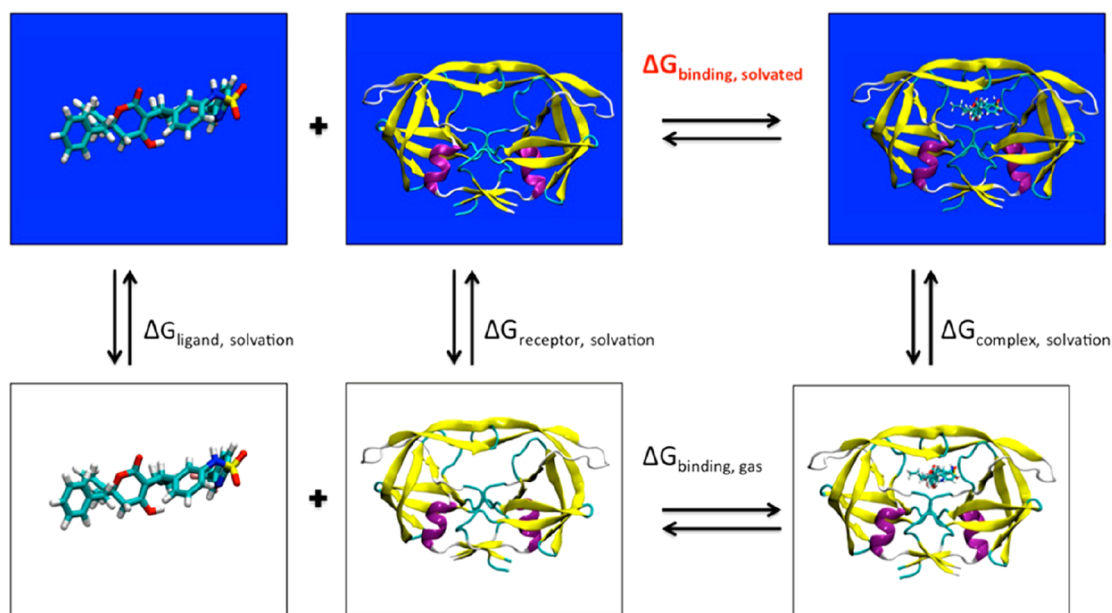 ΔGbinding, solvated
+
ΔGligand, solvation
ΔGreceptor, solvation
ΔGcomplex, solvation
ΔGbinding, gas
+